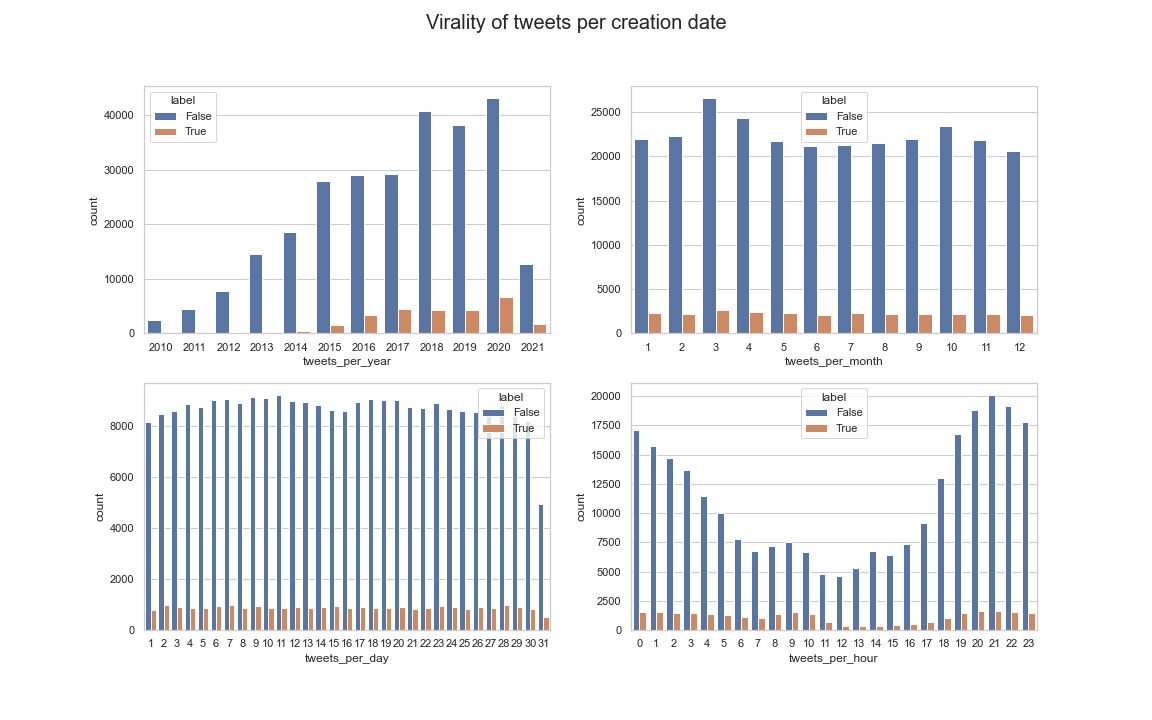 Virality of tweets per creation date
label
False
True
count
40000
30000
20000
10000
0
2010 2011 2012 2013 2014 2015 2016 2017 2018 2019 2020 2021
tweets_per_year
label
False
True
count
25000
20000
15000
10000
5000
0
1 2 3 4 5 6 7 8 9 10 11 12
tweets_per_month
label
False
True
count
8000
6000
4000
2000
0
1 2 3 4 5 6 7 8 9 10 11 12 13 14 15 16 17 18 19 20 21 22 23 24 25 26 27 28 29 30 31
tweets_per_day
label
False
True
count
20000
17500
15000
12500
10000
7500
5000
2500
0
0 1 2 3 4 5 6 7 8 9 10 11 12 13 14 15 16 17 18 19 20 21 22 23
tweets_per_hour